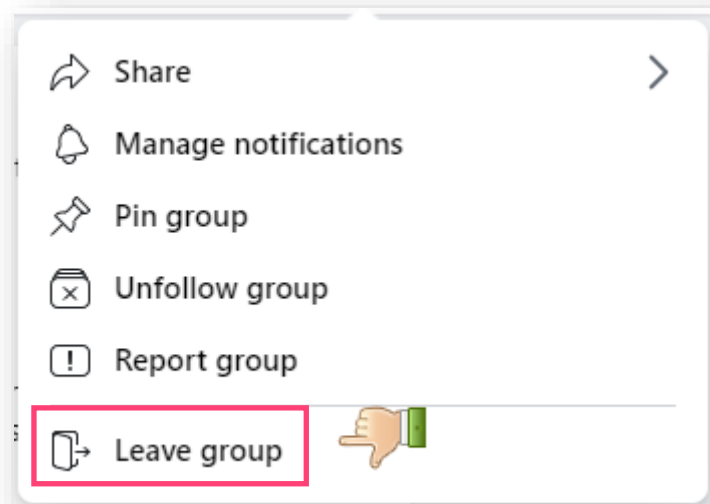 Share
Manage notifications
Pin group
Unfollow group
Report group
Leave group